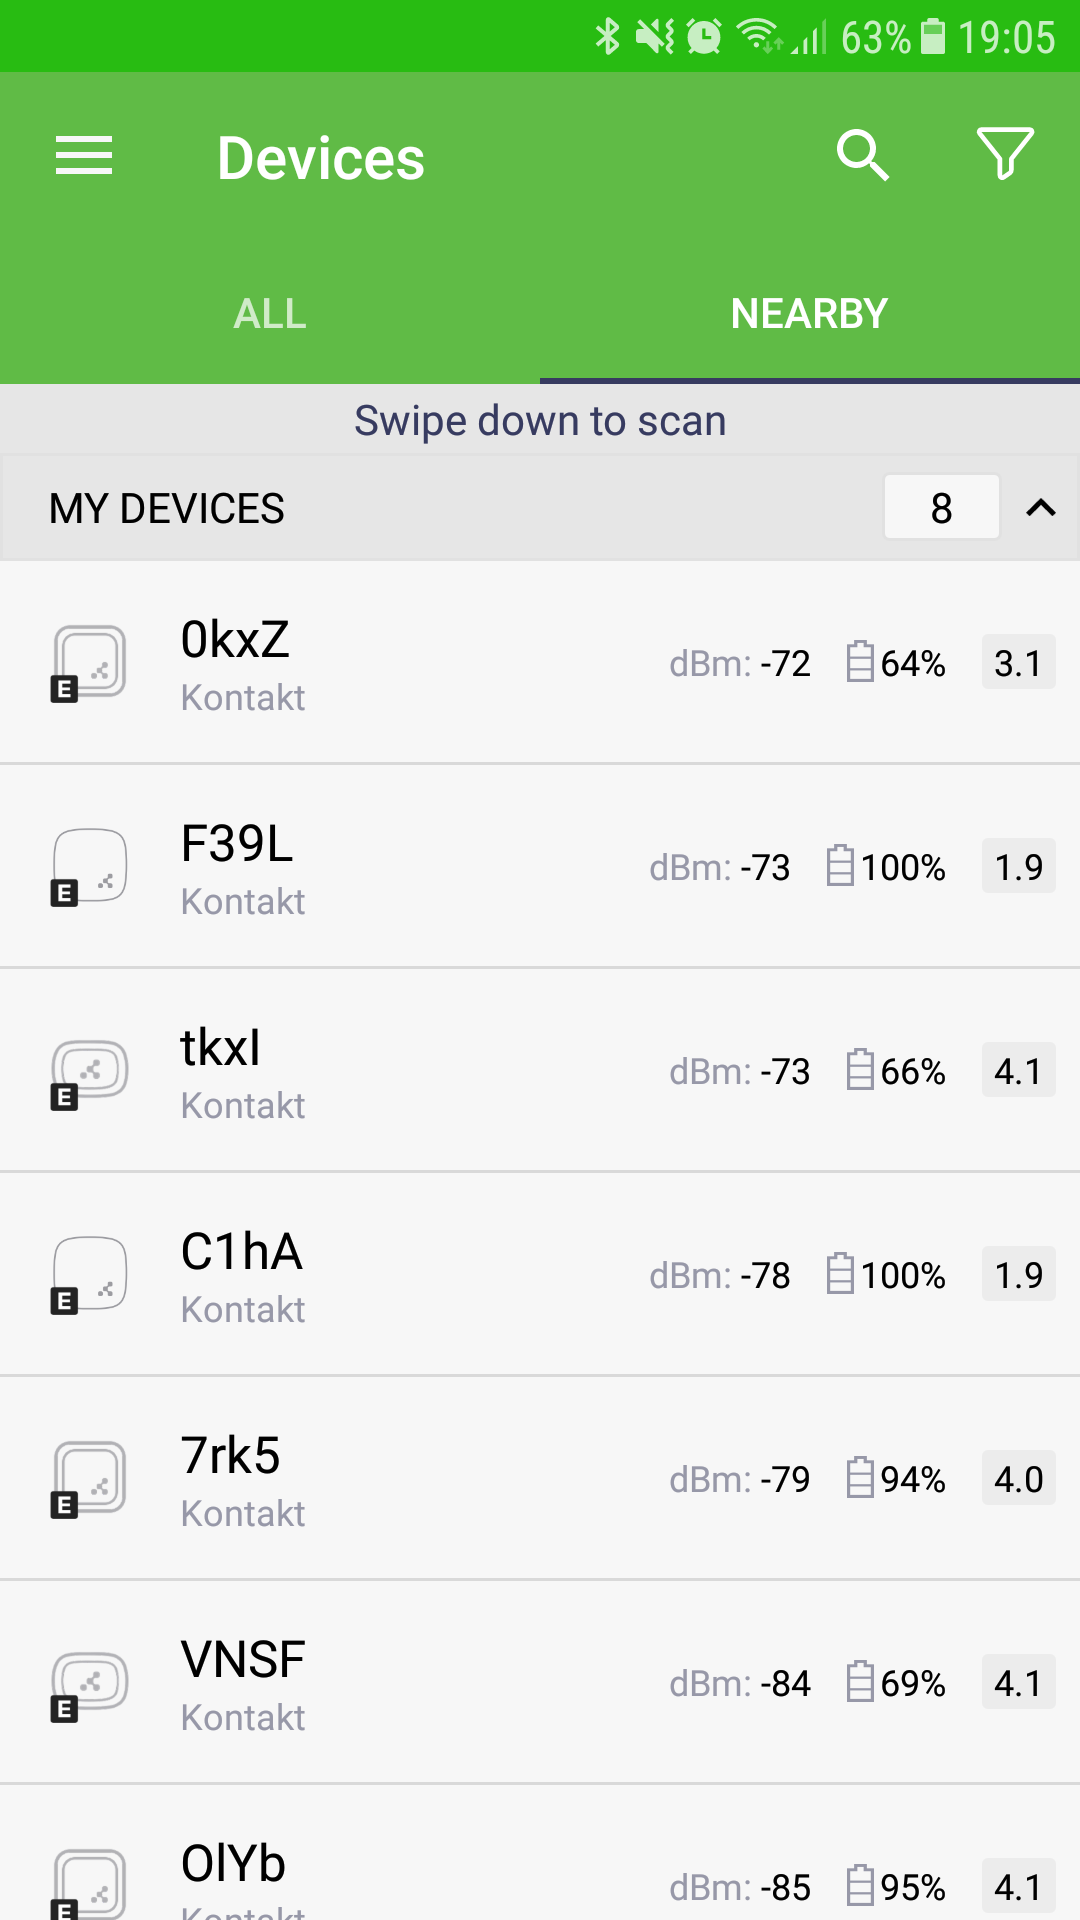 63% 19:05
Devices
ALL NEARBY
Swipe down to scan
MY DEVICES 8
0kxZ
Kontakt
dBm: -72 64% 3.1
E
F39L
Kontakt
dBm: -73 100% 1.9
E
tkxI
Kontakt
dBm: -73 66% 4.1
E
C1hA
Kontakt
dBm: -78 100% 1.9
E
7rk5
Kontakt
dBm: -79 94% 4.0
E
VNSF
Kontakt
dBm: -84 69% 4.1
E
OlYb
Kontakt
dBm: -85 95% 4.1
E